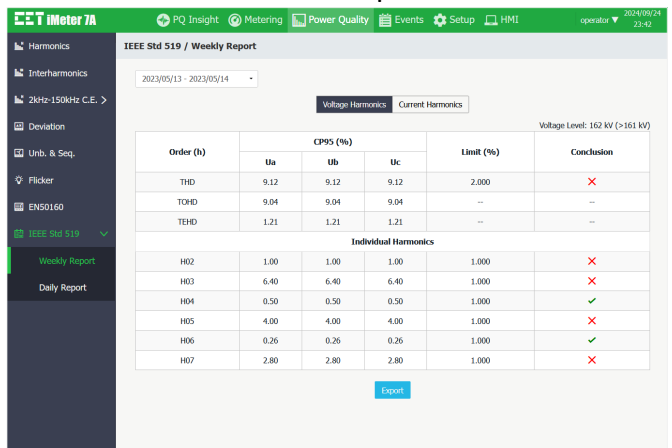 CET iMeter 7A
PQ Insight Metering Power Quality Events Setup HMI
operator ▼ 2024/09/24 23:42
Harmonics
Interharmonics
2kHz-150kHz C.E. >
Deviation
Unb. & Seq.
Flicker
EN50160
IEEE Std 519
Weekly Report
Daily Report
IEEE Std 519 / Weekly Report
2023/05/13 - 2023/05/14
Voltage Harmonics Current Harmonics
Voltage Level: 162 kV (>161 kV)
Order (h) CP95 (%) Limit (%) Conclusion
Ua Ub Uc
THD 9.12 9.12 9.12 2.000 ✕
TOHD 9.04 9.04 9.04 -- --
TEHD 1.21 1.21 1.21 -- --
Individual Harmonics
H02 1.00 1.00 1.00 1.000 ✕
H03 6.40 6.40 6.40 1.000 ✕
H04 0.50 0.50 0.50 1.000 ✓
H05 4.00 4.00 4.00 1.000 ✕
H06 0.26 0.26 0.26 1.000 ✓
H07 2.80 2.80 2.80 1.000 ✕
Export